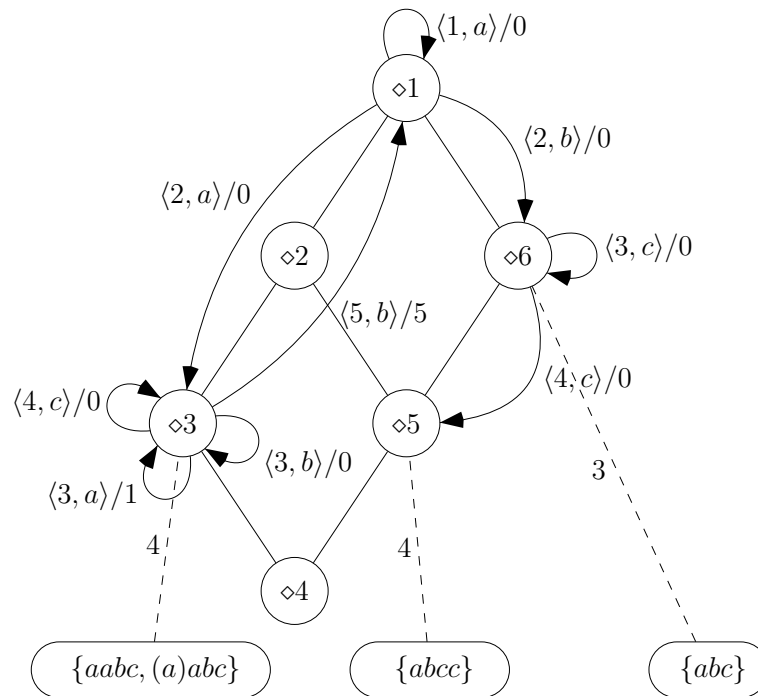 ⟨1, a⟩/0
⋄1
⟨2, b⟩/0
⟨2, a⟩/0
⋄2
⋄6
⟨3, c⟩/0
⟨5, b⟩/5
⟨4, c⟩/0
⟨4, c⟩/0
⋄3
⋄5
⟨3, b⟩/0
3
⟨3, a⟩/1
4
4
⋄4
{aabc, (a)abc}
{abcc}
{abc}